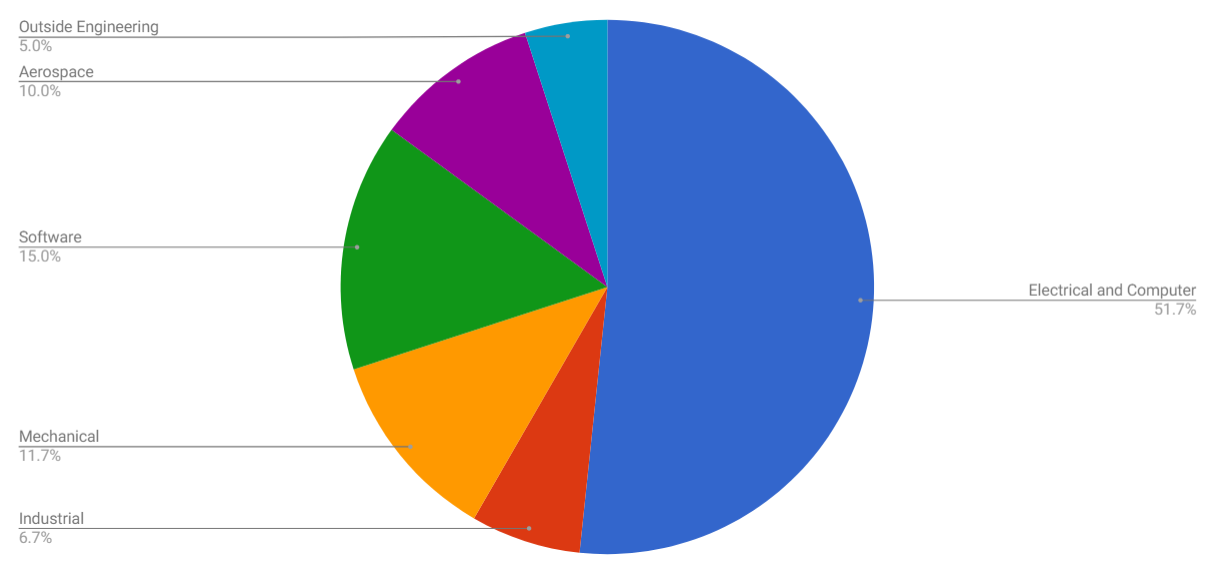 Outside Engineering
5.0%
Aerospace
10.0%
Software
15.0%
Electrical and Computer
51.7%
Mechanical
11.7%
Industrial
6.7%